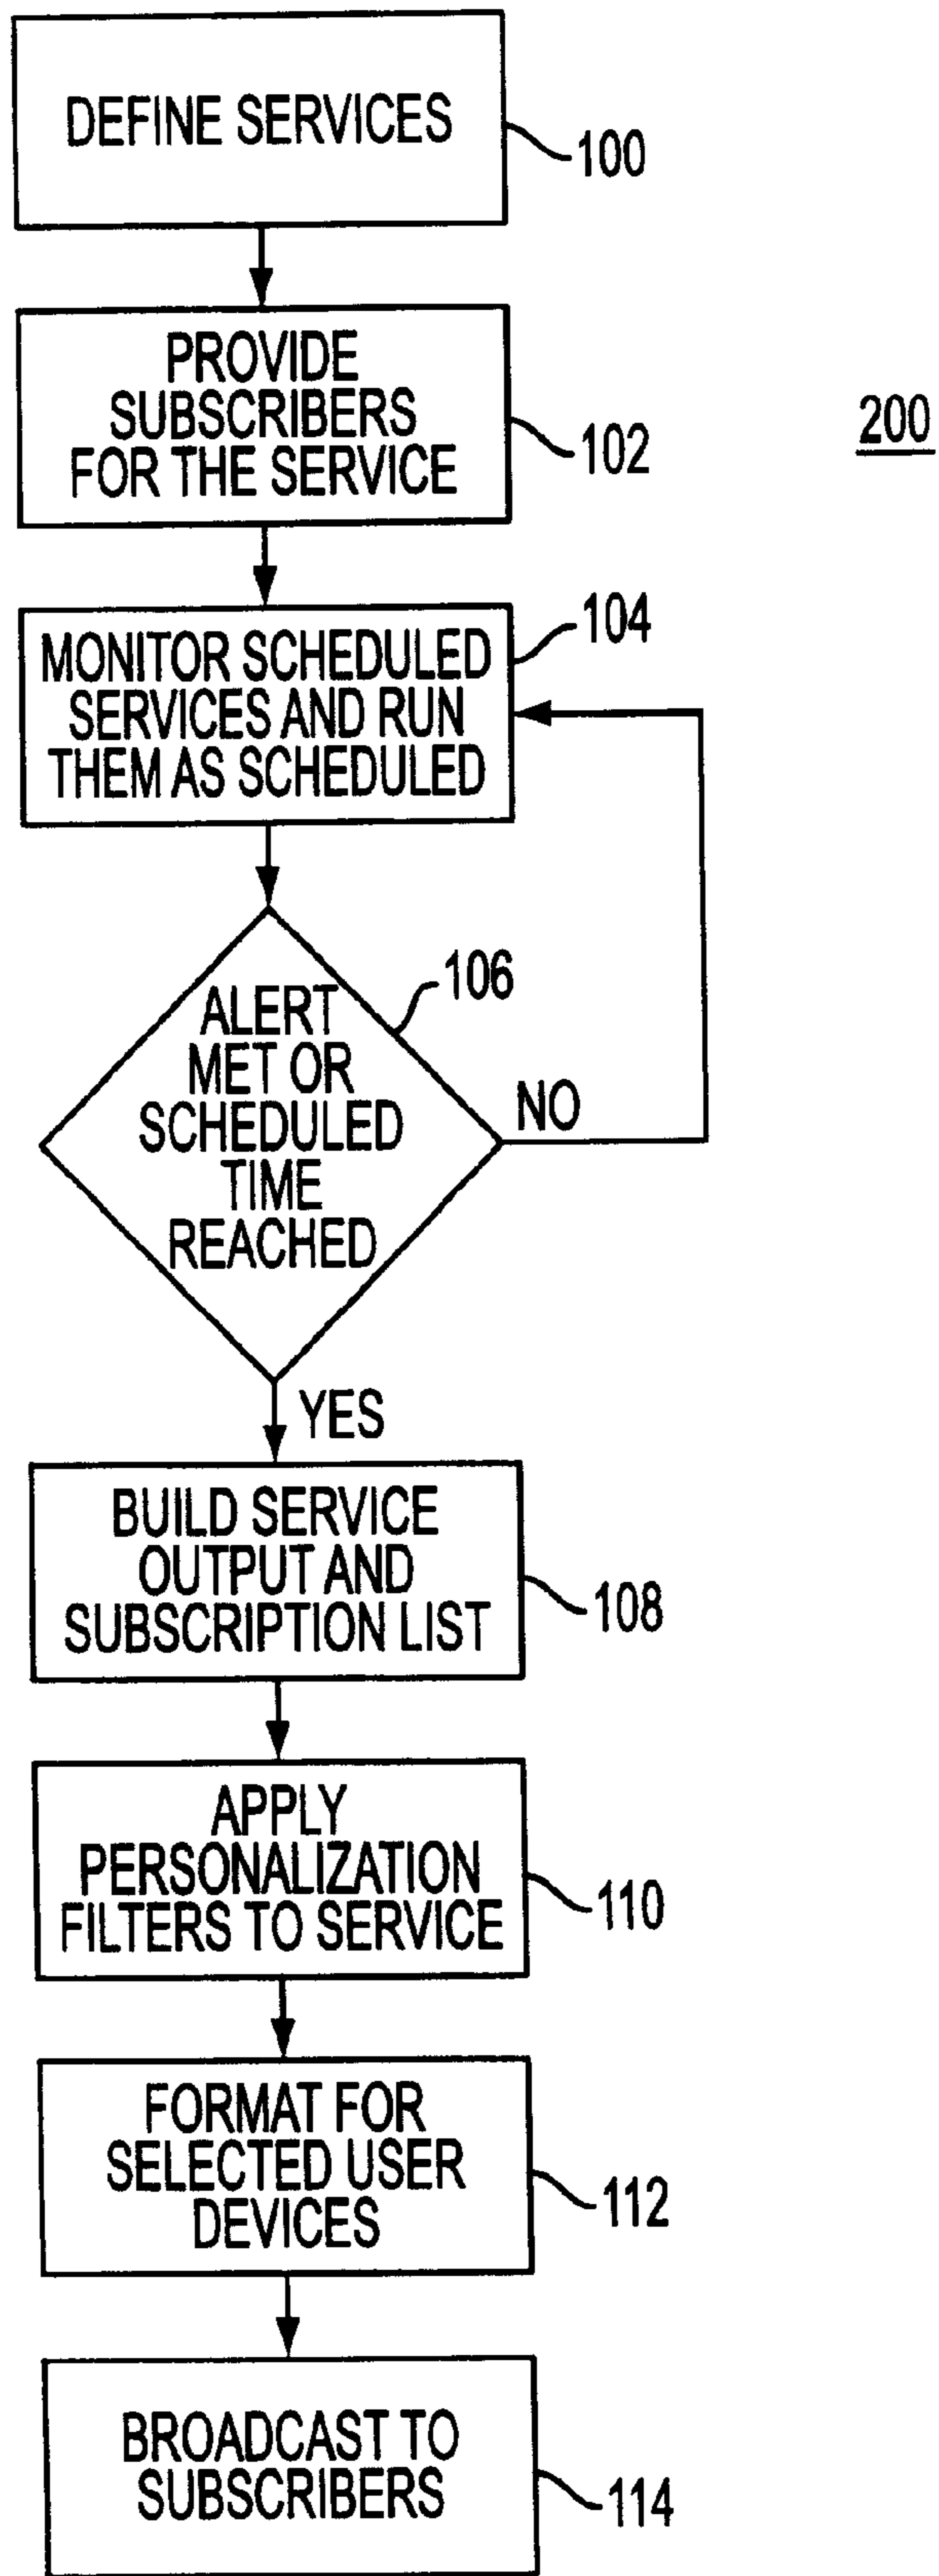 DEFINE SERVICES
100
PROVIDE
SUBSCRIBERS
FOR THE SERVICE
102
200
MONITOR SCHEDULED
SERVICES AND RUN
THEM AS SCHEDULED
104
ALERT
MET OR
SCHEDULED
TIME
REACHED
106
NO
YES
BUILD SERVICE
OUTPUT AND
SUBSCRIPTION LIST
108
APPLY
PERSONALIZATION
FILTERS TO SERVICE
110
FORMAT FOR
SELECTED USER
DEVICES
112
BROADCAST TO
SUBSCRIBERS
114